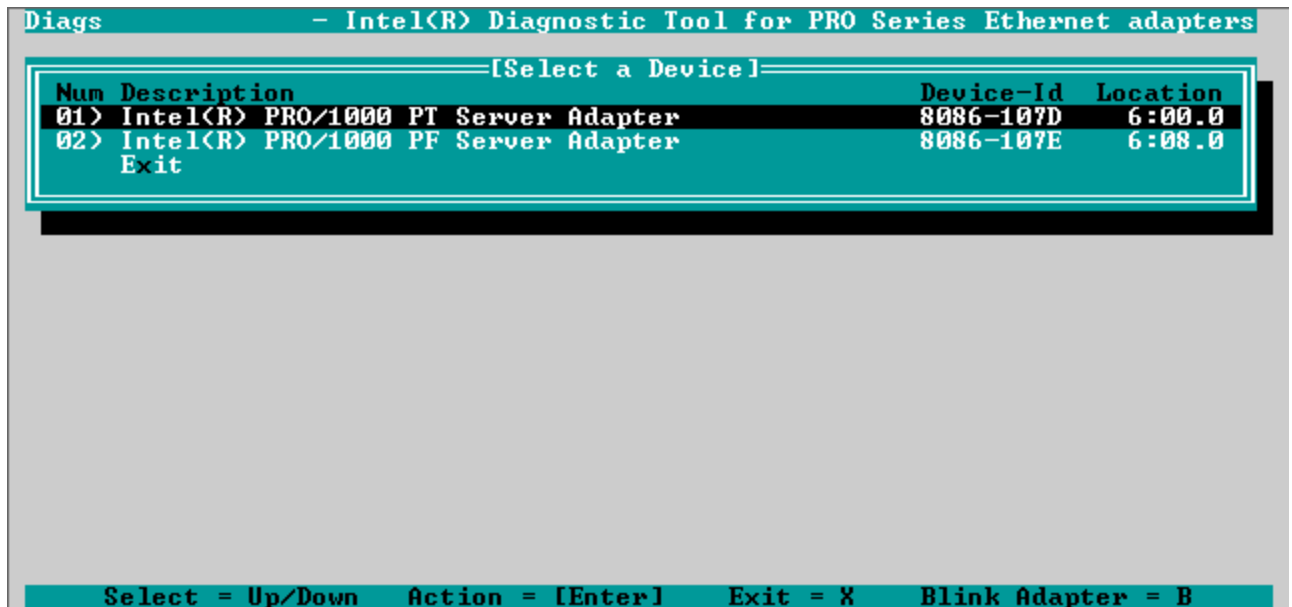 Diags - Intel(R) Diagnostic Tool for PRO Series Ethernet adapters
[Select a Device]
Num Description Device-Id Location
01) Intel(R) PRO/1000 PT Server Adapter 8086-107D 6:00.0
02) Intel(R) PRO/1000 PF Server Adapter 8086-107E 6:08.0
Exit
Select = Up/Down Action = [Enter] Exit = X Blink Adapter = B